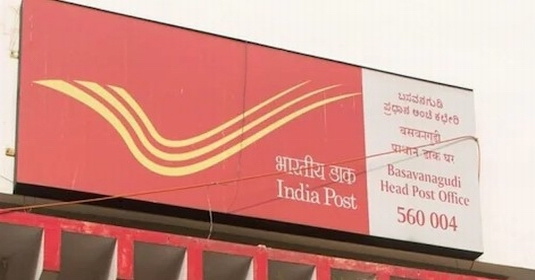 भारतीय डाक
India Post
ಬಸವನಗುಡಿ
ಪ್ರಧಾನ ಅಂಚೆ ಕಛೇರಿ
बसवनगुडी
प्रधान डाक घर
Basavanagudi
Head Post Office
560 004